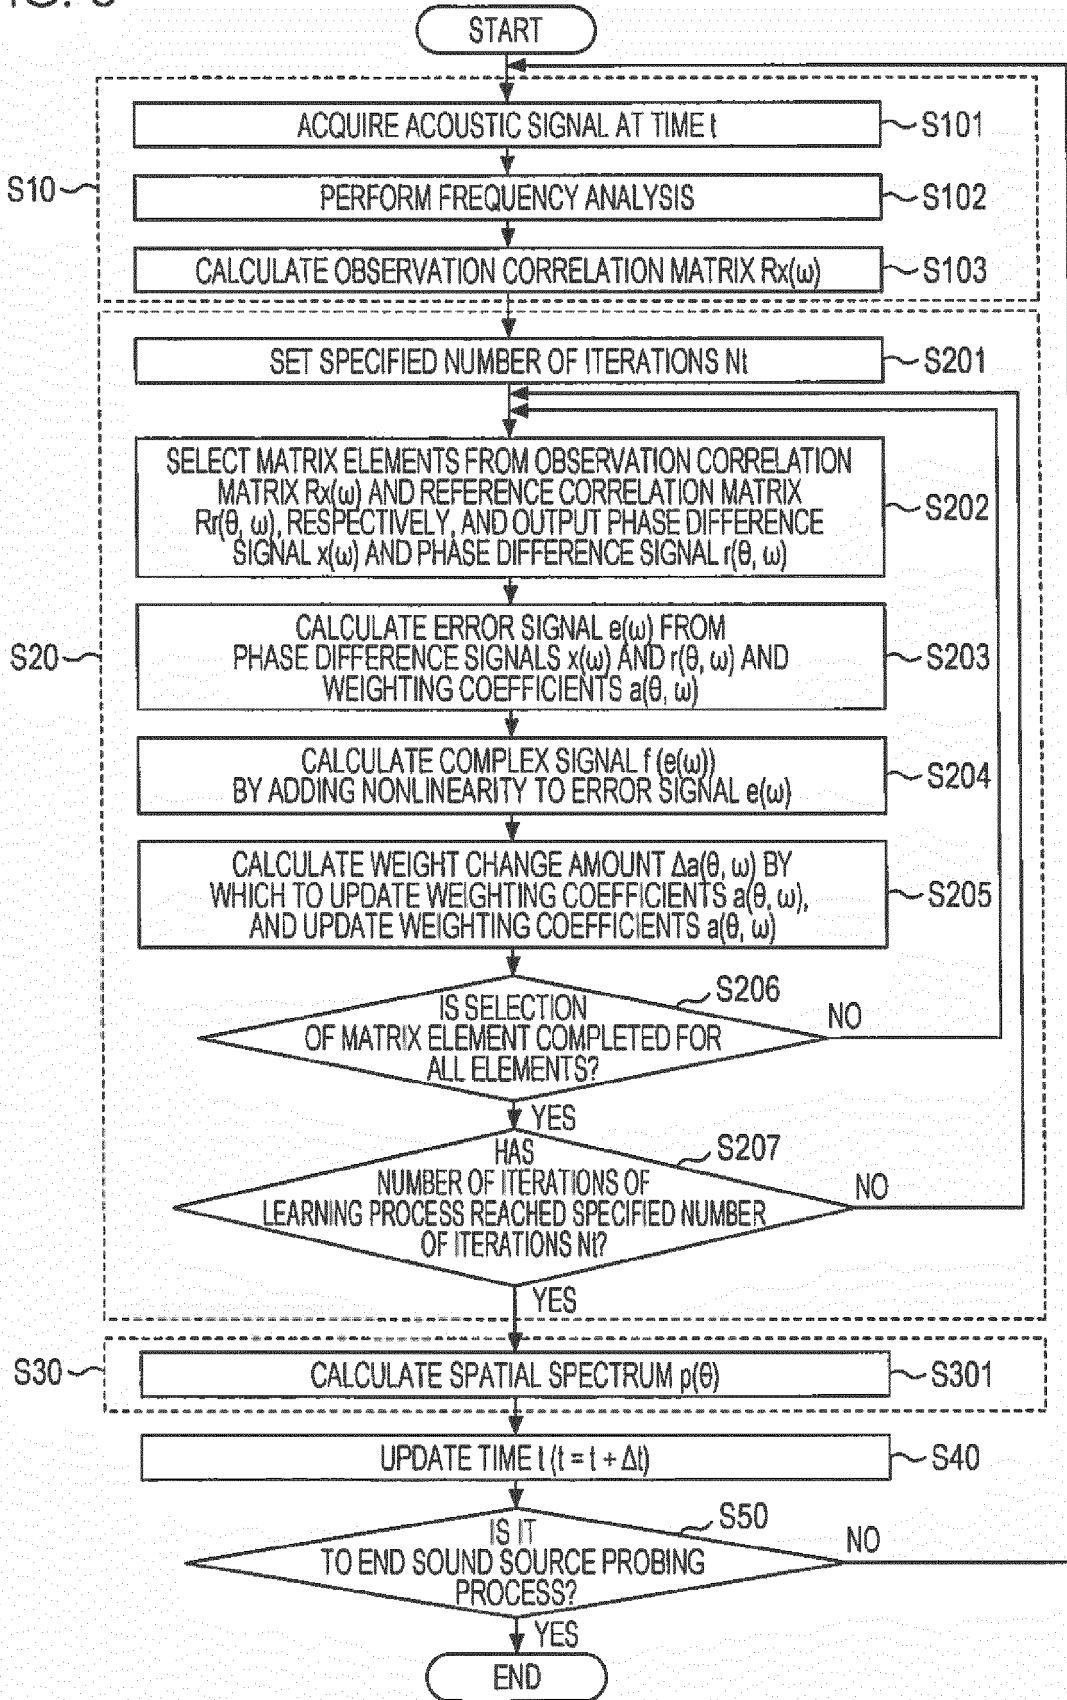 START
ACQUIRE ACOUSTIC SIGNAL AT TIME t
S101
S10
PERFORM FREQUENCY ANALYSIS
S102
CALCULATE OBSERVATION CORRELATION MATRIX Rx(ω)
S103
SET SPECIFIED NUMBER OF ITERATIONS Nt
S201
SELECT MATRIX ELEMENTS FROM OBSERVATION CORRELATION
MATRIX Rx(ω) AND REFERENCE CORRELATION MATRIX
Rr(θ, ω), RESPECTIVELY, AND OUTPUT PHASE DIFFERENCE
SIGNAL x(ω) AND PHASE DIFFERENCE SIGNAL r(θ, ω)
S202
S20
CALCULATE ERROR SIGNAL e(ω) FROM
PHASE DIFFERENCE SIGNALS x(ω) AND r(θ, ω) AND
WEIGHTING COEFFICIENTS a(θ, ω)
S203
CALCULATE COMPLEX SIGNAL f (e(ω))
BY ADDING NONLINEARITY TO ERROR SIGNAL e(ω)
S204
CALCULATE WEIGHT CHANGE AMOUNT Δa(θ, ω) BY
WHICH TO UPDATE WEIGHTING COEFFICIENTS a(θ, ω),
AND UPDATE WEIGHTING COEFFICIENTS a(θ, ω)
S205
S206
IS SELECTION
OF MATRIX ELEMENT COMPLETED FOR
ALL ELEMENTS?
NO
YES
S207
HAS
NUMBER OF ITERATIONS OF
LEARNING PROCESS REACHED SPECIFIED NUMBER
OF ITERATIONS Nt?
NO
YES
S30
CALCULATE SPATIAL SPECTRUM p(θ)
S301
UPDATE TIME t (t = t + Δt)
S40
S50
IS IT
TO END SOUND SOURCE PROBING
PROCESS?
NO
YES
END